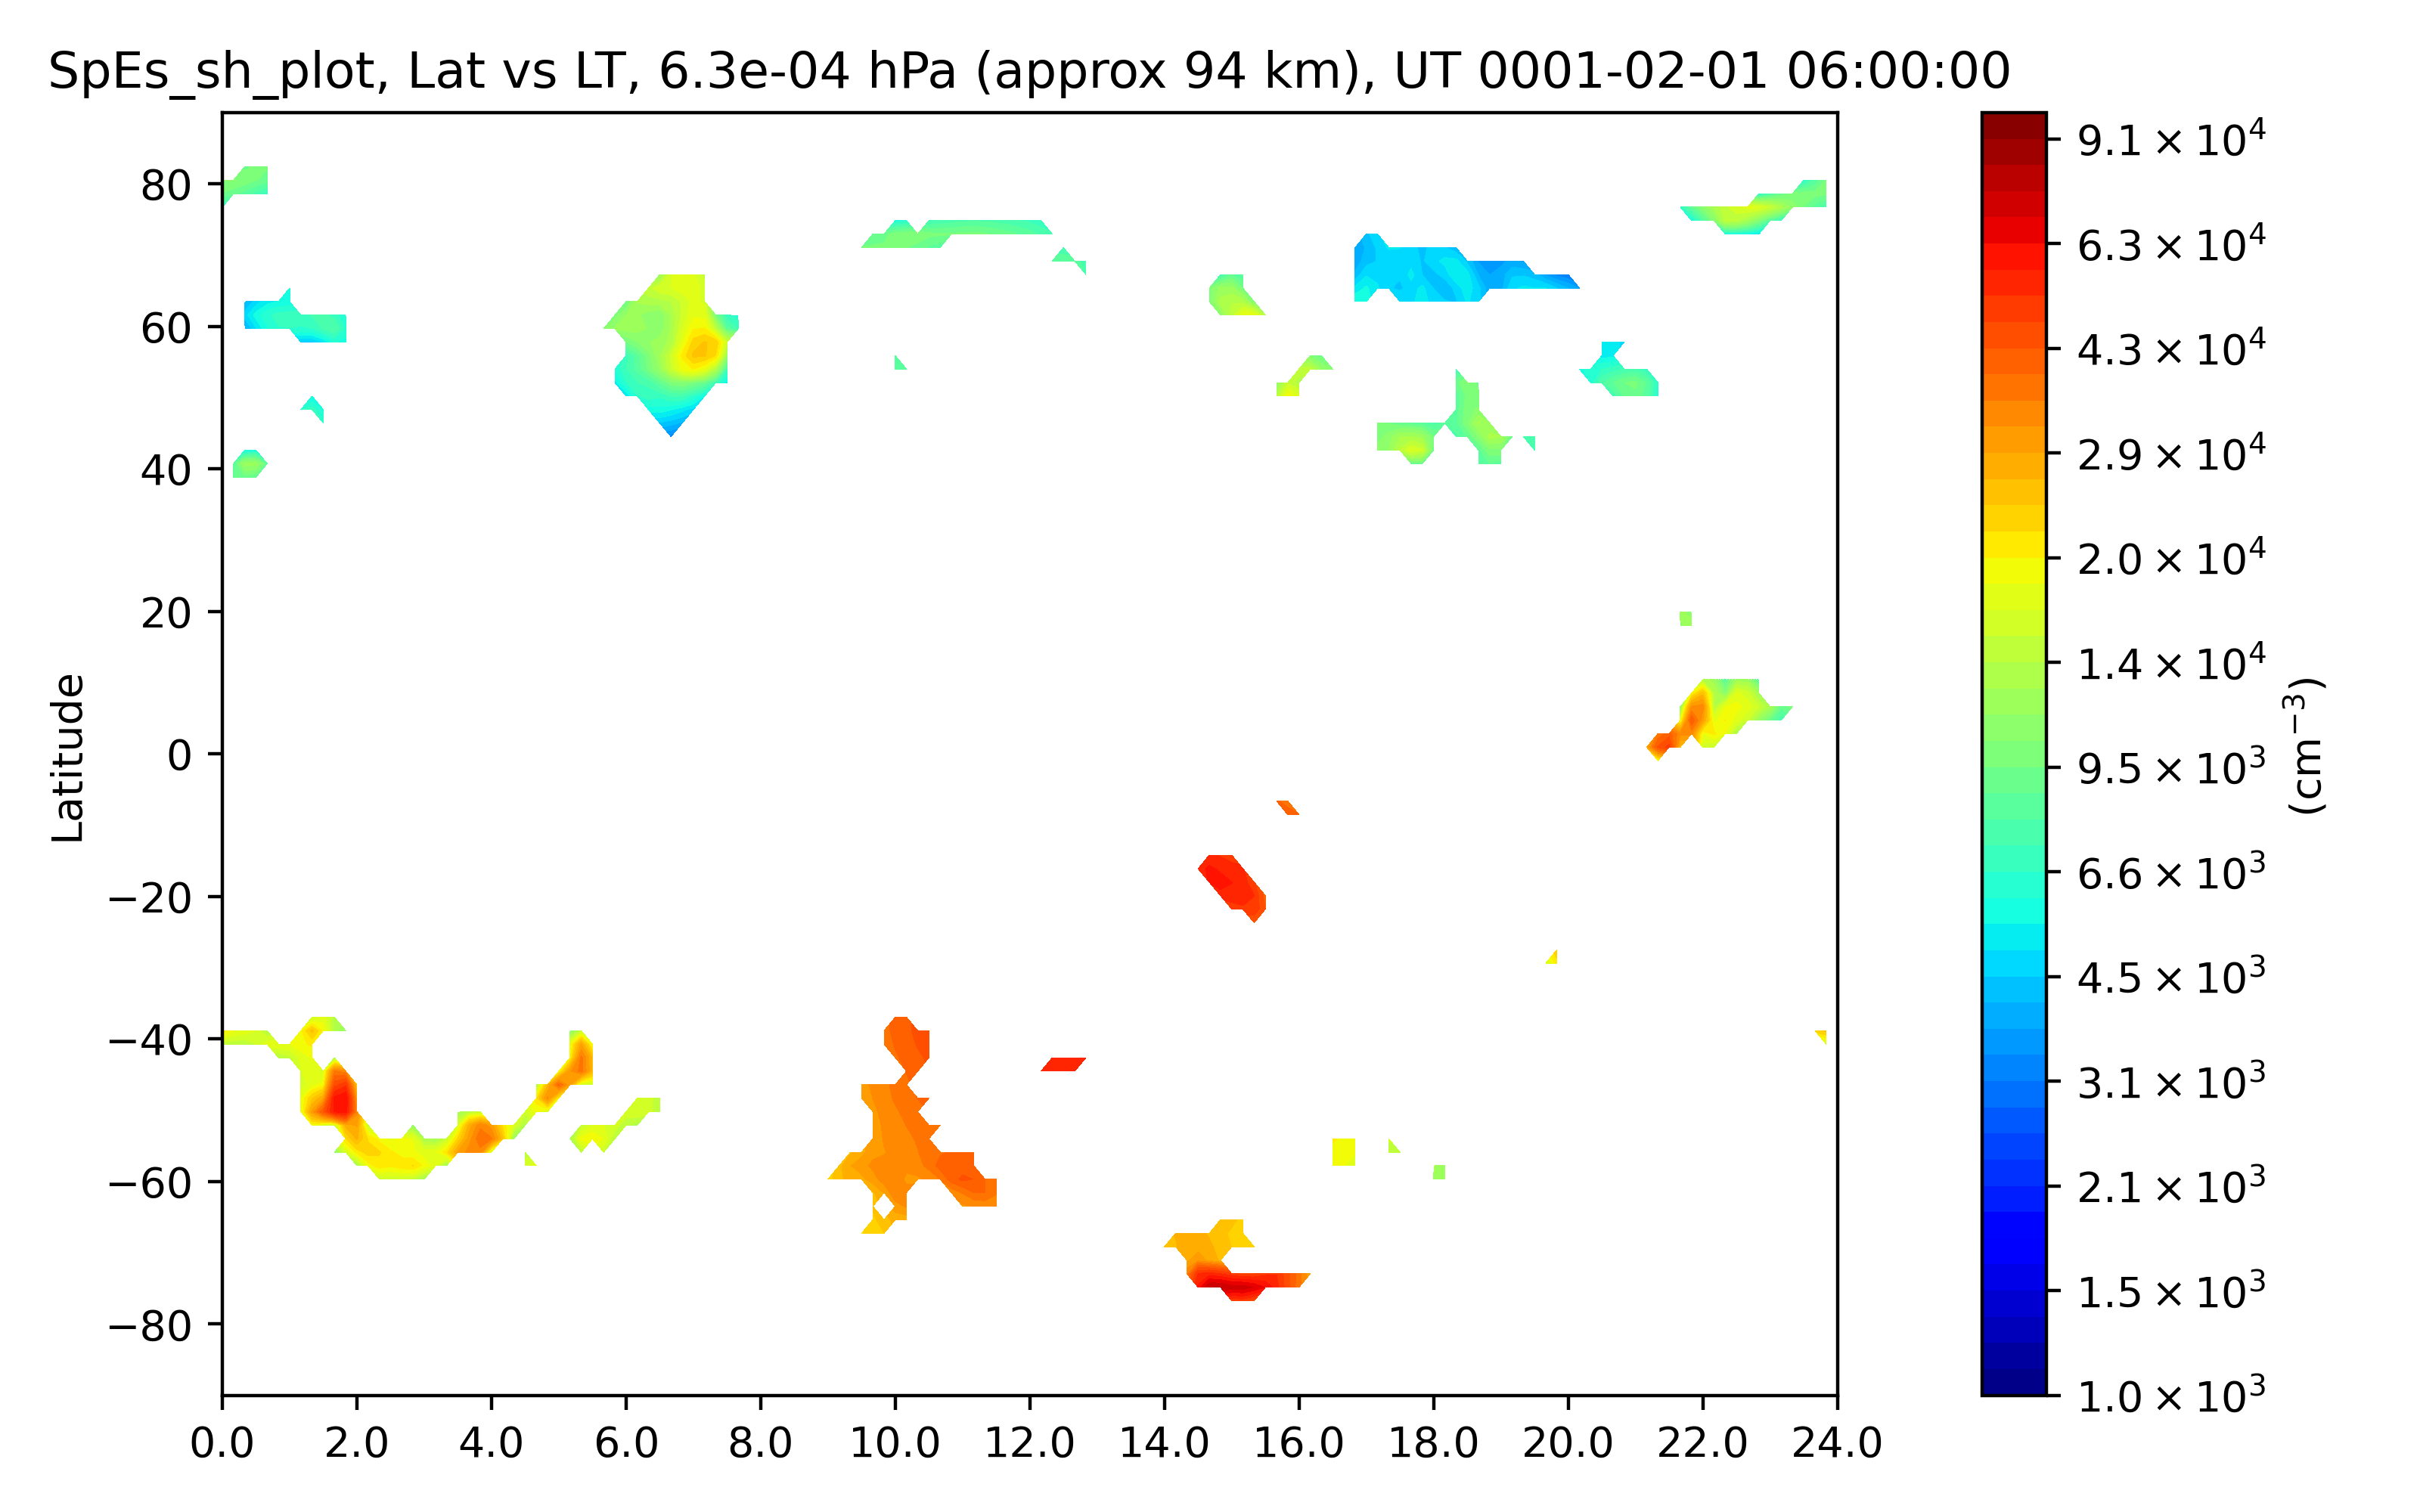 SpEs_sh_plot, Lat vs LT, 6.3e-04 hPa (approx 94 km), UT 0001-02-01 06:00:00
Latitude
80
60
40
20
0
−20
−40
−60
−80
0.0 2.0 4.0 6.0 8.0 10.0 12.0 14.0 16.0 18.0 20.0 22.0 24.0
9.1 × 10⁴
6.3 × 10⁴
4.3 × 10⁴
2.9 × 10⁴
2.0 × 10⁴
1.4 × 10⁴
9.5 × 10³
6.6 × 10³
4.5 × 10³
3.1 × 10³
2.1 × 10³
1.5 × 10³
1.0 × 10³
(cm⁻³)